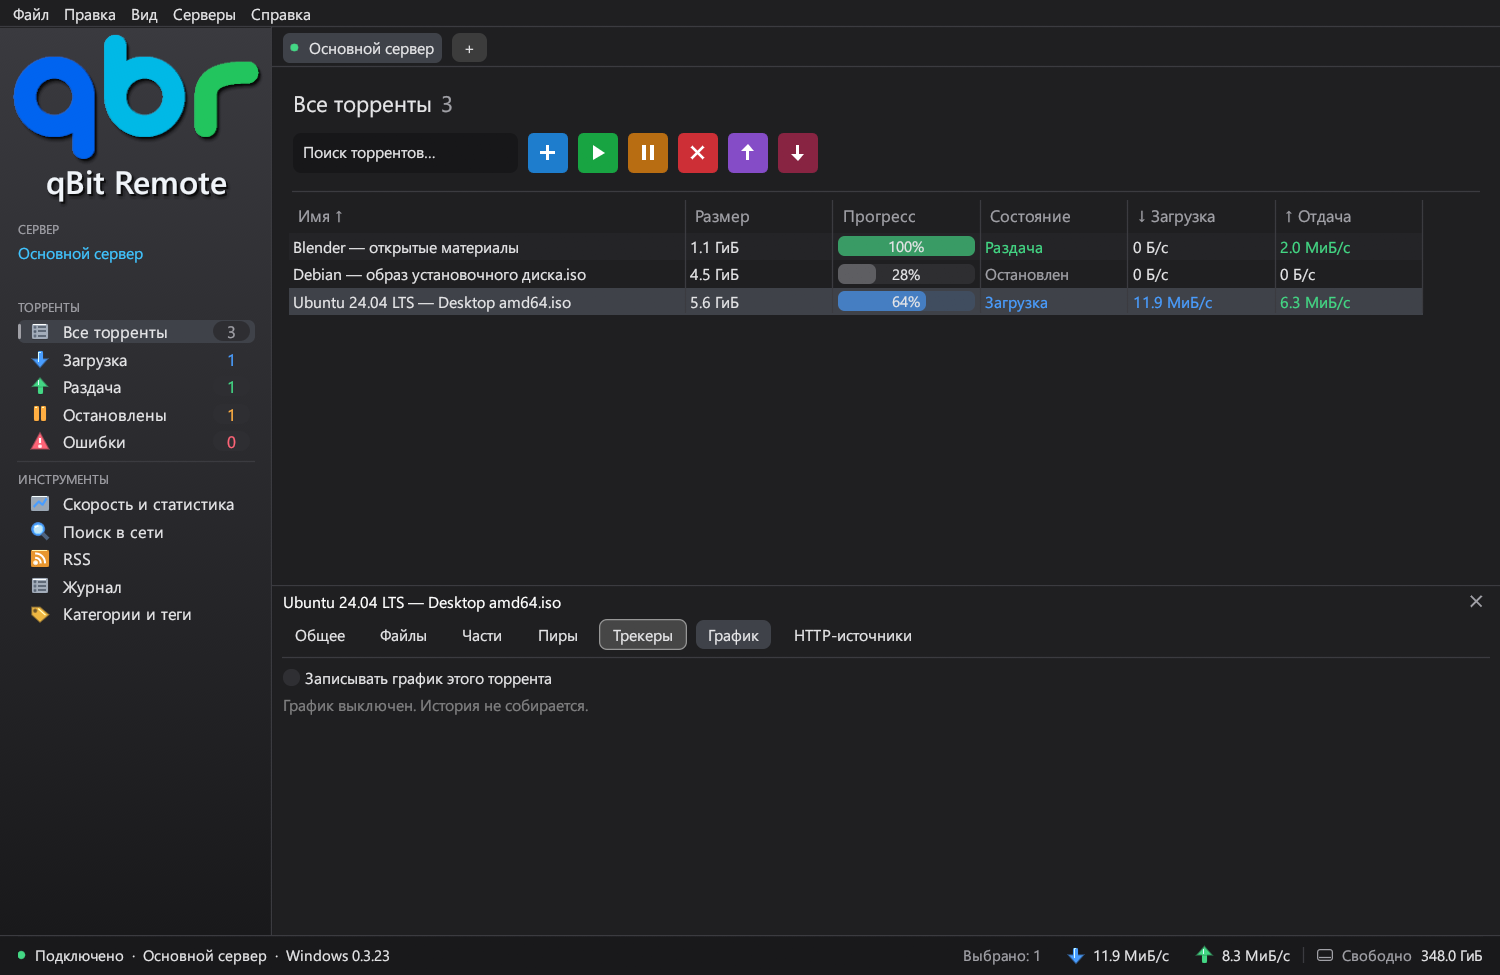 Файл Правка Вид Серверы Справка
qbr
qBit Remote
СЕРВЕР
Основной сервер
ТОРРЕНТЫ
Все торренты 3
Загрузка 1
Раздача 1
Остановлены 1
Ошибки 0
ИНСТРУМЕНТЫ
Скорость и статистика
Поиск в сети
RSS
Журнал
Категории и теги
Основной сервер +
Все торренты 3
Поиск торрентов...
Имя ↑ Размер Прогресс Состояние ↓ Загрузка ↑ Отдача
Blender — открытые материалы 1.1 ГиБ 100% Раздача 0 Б/с 2.0 МиБ/с
Debian — образ установочного диска.iso 4.5 ГиБ 28% Остановлен 0 Б/с 0 Б/с
Ubuntu 24.04 LTS — Desktop amd64.iso 5.6 ГиБ 64% Загрузка 11.9 МиБ/с 6.3 МиБ/с
Ubuntu 24.04 LTS — Desktop amd64.iso
Общее Файлы Части Пиры Трекеры График HTTP-источники
Записывать график этого торрента
График выключен. История не собирается.
Подключено · Основной сервер · Windows 0.3.23 Выбрано: 1 11.9 МиБ/с 8.3 МиБ/с Свободно 348.0 ГиБ